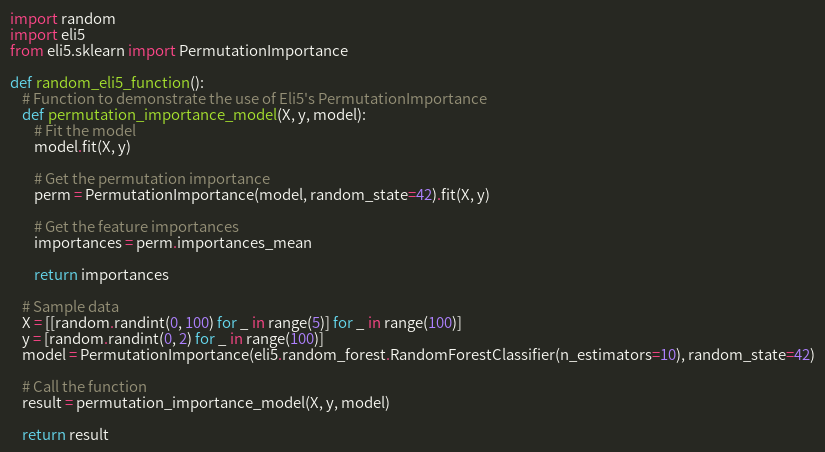 import random
import eli5
from eli5.sklearn import PermutationImportance

def random_eli5_function():
    # Function to demonstrate the use of Eli5's PermutationImportance
    def permutation_importance_model(X, y, model):
        # Fit the model
        model.fit(X, y)

        # Get the permutation importance
        perm = PermutationImportance(model, random_state=42).fit(X, y)

        # Get the feature importances
        importances = perm.importances_mean

        return importances

    # Sample data
    X = [[random.randint(0, 100) for _ in range(5)] for _ in range(100)]
    y = [random.randint(0, 2) for _ in range(100)]
    model = PermutationImportance(eli5.random_forest.RandomForestClassifier(n_estimators=10), random_state=42)

    # Call the function
    result = permutation_importance_model(X, y, model)

    return result